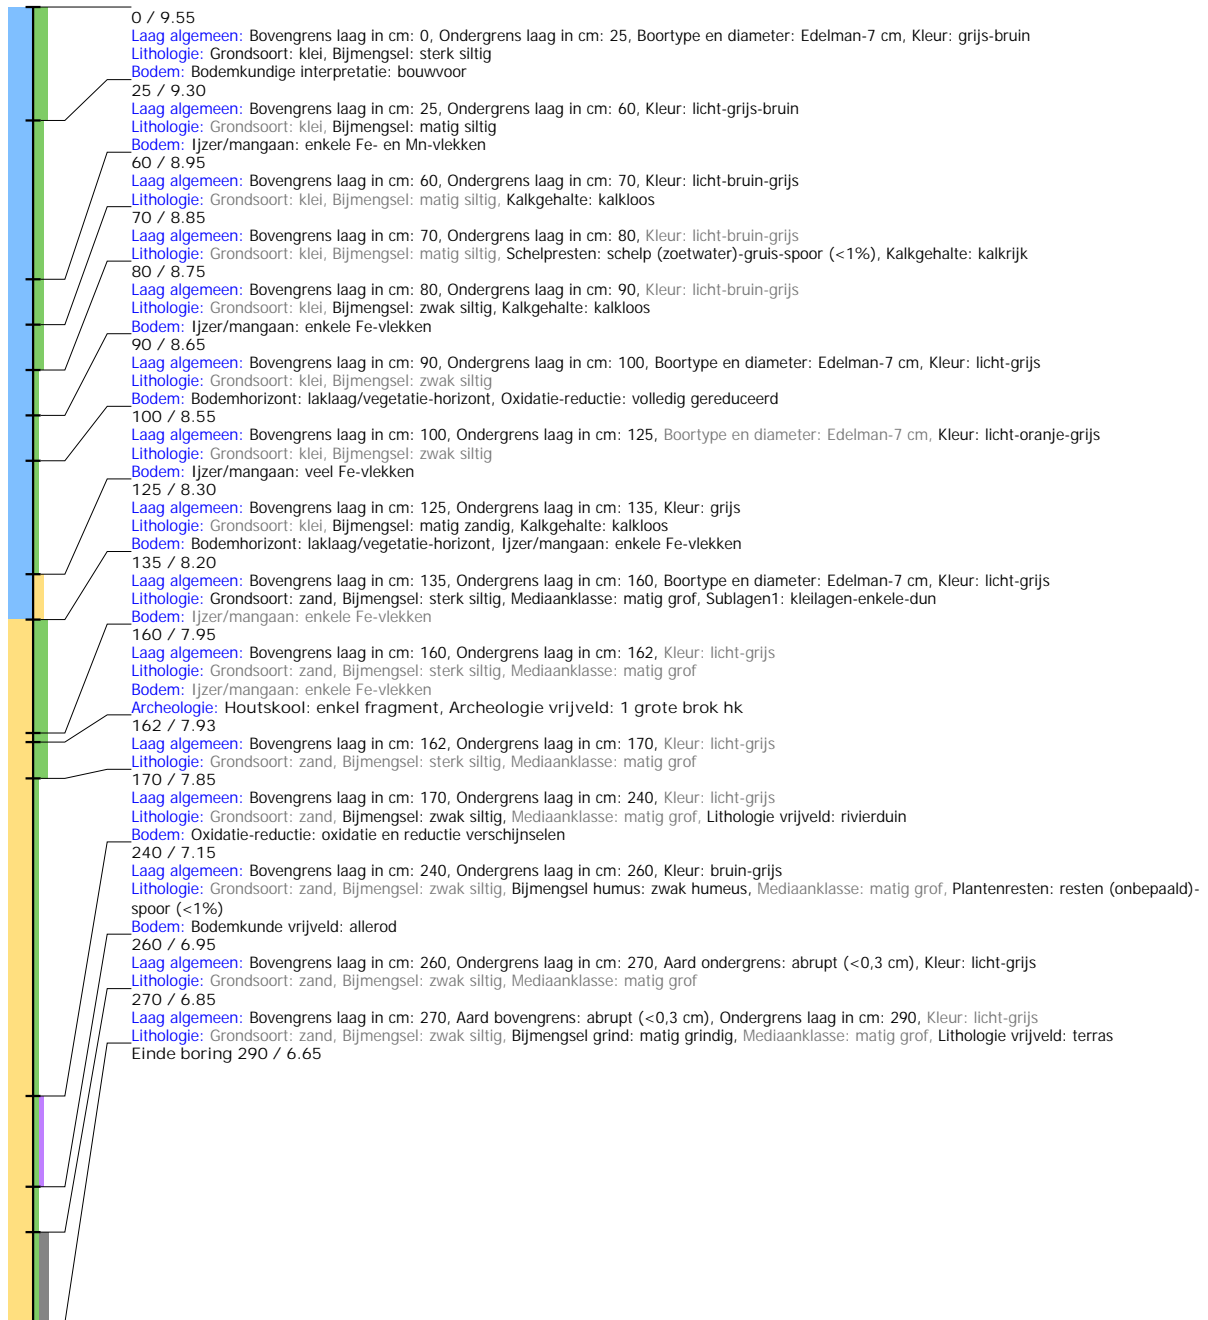 0 / 9.55
Laag algemeen: Bovengrens laag in cm: 0, Ondergrens laag in cm: 25, Boortype en diameter: Edelman-7 cm, Kleur: grijs-bruin
Lithologie: Grondsoort: klei, Bijmengsel: sterk siltig
Bodem: Bodemkundige interpretatie: bouwvoor
25 / 9.30
Laag algemeen: Bovengrens laag in cm: 25, Ondergrens laag in cm: 60, Kleur: licht-grijs-bruin
Lithologie: Grondsoort: klei, Bijmengsel: matig siltig
Bodem: Ijzer/mangaan: enkele Fe- en Mn-vlekken
60 / 8.95
Laag algemeen: Bovengrens laag in cm: 60, Ondergrens laag in cm: 70, Kleur: licht-bruin-grijs
Lithologie: Grondsoort: klei, Bijmengsel: matig siltig, Kalkgehalte: kalkloos
70 / 8.85
Laag algemeen: Bovengrens laag in cm: 70, Ondergrens laag in cm: 80, Kleur: licht-bruin-grijs
Lithologie: Grondsoort: klei, Bijmengsel: matig siltig, Schelpresten: schelp (zoetwater)-gruis-spoor (<1%), Kalkgehalte: kalkrijk
80 / 8.75
Laag algemeen: Bovengrens laag in cm: 80, Ondergrens laag in cm: 90, Kleur: licht-bruin-grijs
Lithologie: Grondsoort: klei, Bijmengsel: zwak siltig, Kalkgehalte: kalkloos
Bodem: Ijzer/mangaan: enkele Fe-vlekken
90 / 8.65
Laag algemeen: Bovengrens laag in cm: 90, Ondergrens laag in cm: 100, Boortype en diameter: Edelman-7 cm, Kleur: licht-grijs
Lithologie: Grondsoort: klei, Bijmengsel: zwak siltig
Bodem: Bodemhorizont: laklaag/vegetatie-horizont, Oxidatie-reductie: volledig gereduceerd
100 / 8.55
Laag algemeen: Bovengrens laag in cm: 100, Ondergrens laag in cm: 125, Boortype en diameter: Edelman-7 cm, Kleur: licht-oranje-grijs
Lithologie: Grondsoort: klei, Bijmengsel: zwak siltig
Bodem: Ijzer/mangaan: veel Fe-vlekken
125 / 8.30
Laag algemeen: Bovengrens laag in cm: 125, Ondergrens laag in cm: 135, Kleur: grijs
Lithologie: Grondsoort: klei, Bijmengsel: matig zandig, Kalkgehalte: kalkloos
Bodem: Bodemhorizont: laklaag/vegetatie-horizont, Ijzer/mangaan: enkele Fe-vlekken
135 / 8.20
Laag algemeen: Bovengrens laag in cm: 135, Ondergrens laag in cm: 160, Boortype en diameter: Edelman-7 cm, Kleur: licht-grijs
Lithologie: Grondsoort: zand, Bijmengsel: sterk siltig, Mediaanklasse: matig grof, Sublagen1: kleilagen-enkele-dun
Bodem: Ijzer/mangaan: enkele Fe-vlekken
160 / 7.95
Laag algemeen: Bovengrens laag in cm: 160, Ondergrens laag in cm: 162, Kleur: licht-grijs
Lithologie: Grondsoort: zand, Bijmengsel: sterk siltig, Mediaanklasse: matig grof
Bodem: Ijzer/mangaan: enkele Fe-vlekken
Archeologie: Houtskool: enkel fragment, Archeologie vrijveld: 1 grote brok hk
162 / 7.93
Laag algemeen: Bovengrens laag in cm: 162, Ondergrens laag in cm: 170, Kleur: licht-grijs
Lithologie: Grondsoort: zand, Bijmengsel: sterk siltig, Mediaanklasse: matig grof
170 / 7.85
Laag algemeen: Bovengrens laag in cm: 170, Ondergrens laag in cm: 240, Kleur: licht-grijs
Lithologie: Grondsoort: zand, Bijmengsel: zwak siltig, Mediaanklasse: matig grof, Lithologie vrijveld: rivierduin
Bodem: Oxidatie-reductie: oxidatie en reductie verschijnselen
240 / 7.15
Laag algemeen: Bovengrens laag in cm: 240, Ondergrens laag in cm: 260, Kleur: bruin-grijs
Lithologie: Grondsoort: zand, Bijmengsel: zwak siltig, Bijmengsel humus: zwak humeus, Mediaanklasse: matig grof, Plantenresten: resten (onbepaald)-
spoor (<1%)
Bodem: Bodemkunde vrijveld: allerod
260 / 6.95
Laag algemeen: Bovengrens laag in cm: 260, Ondergrens laag in cm: 270, Aard ondergrens: abrupt (<0,3 cm), Kleur: licht-grijs
Lithologie: Grondsoort: zand, Bijmengsel: zwak siltig, Mediaanklasse: matig grof
270 / 6.85
Laag algemeen: Bovengrens laag in cm: 270, Aard bovengrens: abrupt (<0,3 cm), Ondergrens laag in cm: 290, Kleur: licht-grijs
Lithologie: Grondsoort: zand, Bijmengsel: zwak siltig, Bijmengsel grind: matig grindig, Mediaanklasse: matig grof, Lithologie vrijveld: terras
Einde boring 290 / 6.65